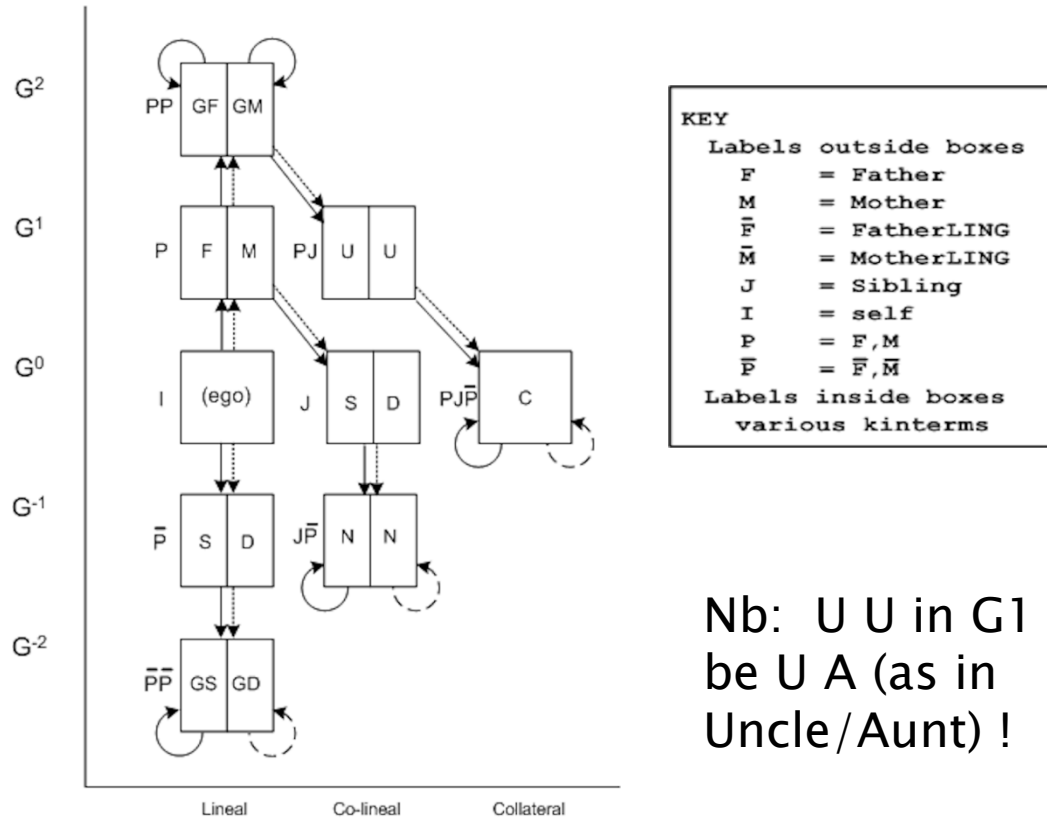 G2
PP GF GM
G1
P F M PJ U U
G0
I (ego) J S D PJP̄ C
G-1
P̄ S D JP̄ N N
G-2
P̄P̄ GS GD
Lineal Co-lineal Collateral
KEY
Labels outside boxes
F = Father
M = Mother
F̄ = FatherLING
M̄ = MotherLING
J = Sibling
I = self
P = F,M
P̄ = F̄,M̄
Labels inside boxes
various kinterms
Nb: U U in G1
be U A (as in
Uncle/Aunt) !